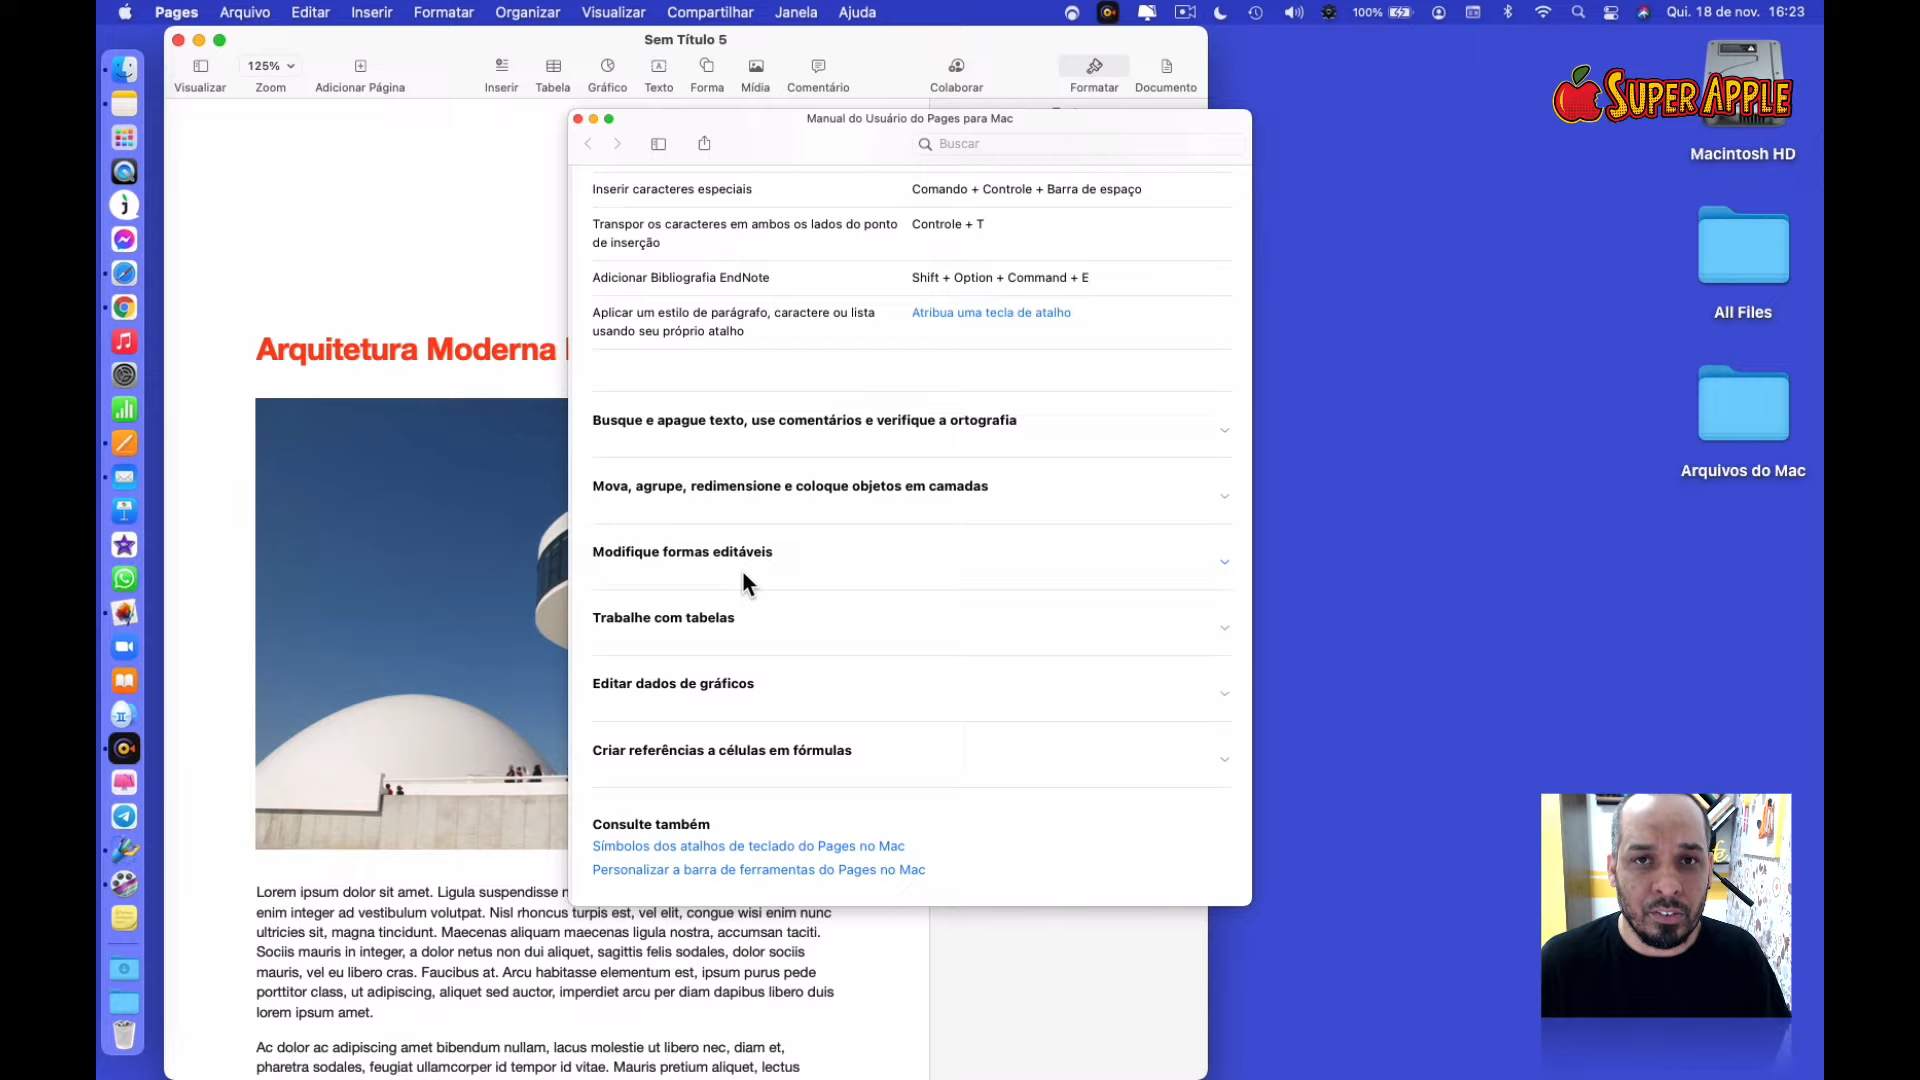 Pages Arquivo Editar Inserir Formatar Organizar Visualizar Compartilhar Janela Ajuda
100% Qui. 18 de nov. 16:23
Sem Título 5
125%
Visualizar Zoom Adicionar Página Inserir Tabela Gráfico Texto Forma Mídia Comentário Colaborar Formatar Documento
SUPER APPLE
Macintosh HD
All Files
Arquivos do Mac
Manual do Usuário do Pages para Mac
Buscar
Inserir caracteres especiais Comando + Controle + Barra de espaço
Transpor os caracteres em ambos os lados do ponto Controle + T
de inserção
Adicionar Bibliografia EndNote Shift + Option + Command + E
Aplicar um estilo de parágrafo, caractere ou lista Atribua uma tecla de atalho
usando seu próprio atalho
Busque e apague texto, use comentários e verifique a ortografia
Mova, agrupe, redimensione e coloque objetos em camadas
Modifique formas editáveis
Trabalhe com tabelas
Editar dados de gráficos
Criar referências a células em fórmulas
Consulte também
Símbolos dos atalhos de teclado do Pages no Mac
Personalizar a barra de ferramentas do Pages no Mac
Arquitetura Moderna
Lorem ipsum dolor sit amet. Ligula suspendisse
enim integer ad vestibulum volutpat. Nisl rhoncus turpis est, vel elit, congue wisi enim nunc
ultricies sit, magna tincidunt. Maecenas aliquam maecenas ligula nostra, accumsan taciti.
Sociis mauris in integer, a dolor netus non dui aliquet, sagittis felis sodales, dolor sociis
mauris, vel eu libero cras. Faucibus at. Arcu habitasse elementum est, ipsum purus pede
porttitor class, ut adipiscing, aliquet sed auctor, imperdiet arcu per diam dapibus libero duis
lorem ipsum amet.
Ac dolor ac adipiscing amet bibendum nullam, lacus molestie ut libero nec, diam et,
pharetra sodales, feugiat ullamcorper id tempor id vitae. Mauris pretium aliquet, lectus